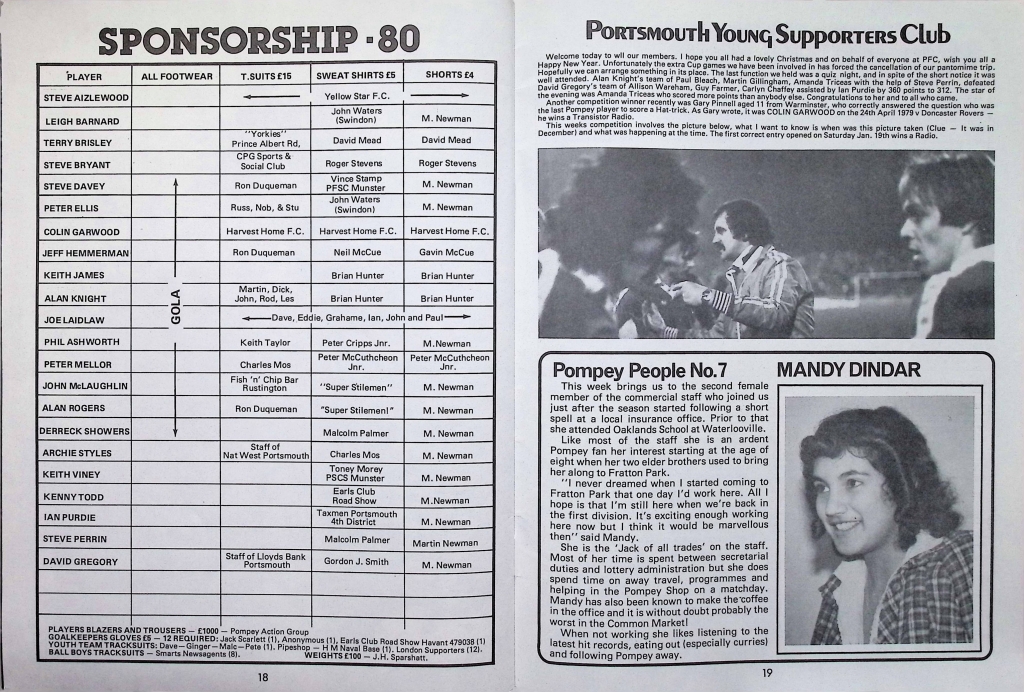 SPONSORSHIP - 80
PLAYER ALL FOOTWEAR T.SUITS £15 SWEAT SHIRTS £5 SHORTS £4
STEVE AIZLEWOOD Yellow Star F.C.
LEIGH BARNARD John Waters (Swindon) M. Newman
TERRY BRISLEY "Yorkies" Prince Albert Rd, David Mead David Mead
STEVE BRYANT CPG Sports & Social Club Roger Stevens Roger Stevens
STEVE DAVEY Ron Duqueman Vince Stamp PFSC Munster M. Newman
PETER ELLIS Russ, Nob, & Stu John Waters (Swindon) M. Newman
COLIN GARWOOD Harvest Home F.C. Harvest Home F.C. Harvest Home F.C.
JEFF HEMMERMAN Ron Duqueman Neil McCue Gavin McCue
KEITH JAMES Brian Hunter Brian Hunter
GOLA
ALAN KNIGHT Martin, Dick, John, Rod, Les Brian Hunter Brian Hunter
JOE LAIDLAW Dave, Eddie, Grahame, Ian, John and Paul
PHIL ASHWORTH Keith Taylor Peter Cripps Jnr. M.Newman
PETER MELLOR Charles Mos Peter McCuthcheon Jnr. Peter McCuthcheon Jnr.
JOHN McLAUGHLIN Fish 'n' Chip Bar Rustington "Super Stilemen" M. Newman
ALAN ROGERS Ron Duqueman "Super Stilemenl" M. Newman
DERRECK SHOWERS Malcolm Palmer M. Newman
ARCHIE STYLES Staff of Nat West Portsmouth Charles Mos M. Newman
KEITH VINEY Toney Morey PSCS Munster M. Newman
KENNY TODD Earls Club Road Show M.Newman
IAN PURDIE Taxmen Portsmouth 4th District M. Newman
STEVE PERRIN Malcolm Palmer Martin Newman
DAVID GREGORY Staff of Lloyds Bank Portsmouth Gordon J. Smith M. Newman
PLAYERS BLAZERS AND TROUSERS — £1000 — Pompey Action Group
GOALKEEPERS GLOVES £5 — 12 REQUIRED: Jack Scarlett (1), Anonymous (1), Earls Club Road Show Havant 479038 (1)
YOUTH TEAM TRACKSUITS: Dave — Ginger — Malc — Pete (1). Pipeshop — H M Naval Base (1). London Supporters (12).
BALL BOYS TRACKSUITS — Smarts Newsagents (8). WEIGHTS £100 — J.H. Sparshatt.
18
PORTSMOUTH YOUNG SUPPORTERS CLUB
Welcome today to wll our members. I hope you all had a lovely Christmas and on behalf of everyone at PFC, wish you all a
Happy New Year. Unfortunately the extra Cup games we have been involved in has forced the cancellation of our pantomime trip.
Hopefully we can arrange something in its place. The last function we held was a quiz night, and in spite of the short notice it was
well attended. Alan Knight's team of Paul Bleach, Martin Gillingham, Amanda Triceas with the help of Steve Perrin, defeated
David Gregory's team of Allison Wareham, Guy Farmer, Carlyn Chaffey assisted by Ian Purdie by 360 points to 312. The star of
the evening was Amanda Triceas who scored more points than anybody else. Congratulations to her and to all who came.
Another competition winner recently was Gary Pinnell aged 11 from Warminster, who correctly answered the question who was
the last Pompey player to score a Hat-trick. As Gary wrote, it was COLIN GARWOOD on the 24th April 1979 v Doncaster Rovers —
he wins a Transistor Radio.
This weeks competition involves the picture below, what I want to know is when was this picture taken (Clue — It was in
December) and what was happening at the time. The first correct entry opened on Saturday Jan. 19th wins a Radio.
Pompey People No.7 MANDY DINDAR
This week brings us to the second female
member of the commercial staff who joined us
just after the season started following a short
spell at a local insurance office. Prior to that
she attended Oaklands School at Waterlooville.
Like most of the staff she is an ardent
Pompey fan her interest starting at the age of
eight when her two elder brothers used to bring
her along to Fratton Park.
"I never dreamed when I started coming to
Fratton Park that one day I'd work here. All I
hope is that I'm still here when we're back in
the first division. It's exciting enough working
here now but I think it would be marvellous
then" said Mandy.
She is the 'Jack of all trades' on the staff.
Most of her time is spent between secretarial
duties and lottery administration but she does
spend time on away travel, programmes and
helping in the Pompey Shop on a matchday.
Mandy has also been known to make the coffee
in the office and it is without doubt probably the
worst in the Common Market!
When not working she likes listening to the
latest hit records, eating out (especially curries)
and following Pompey away.
19